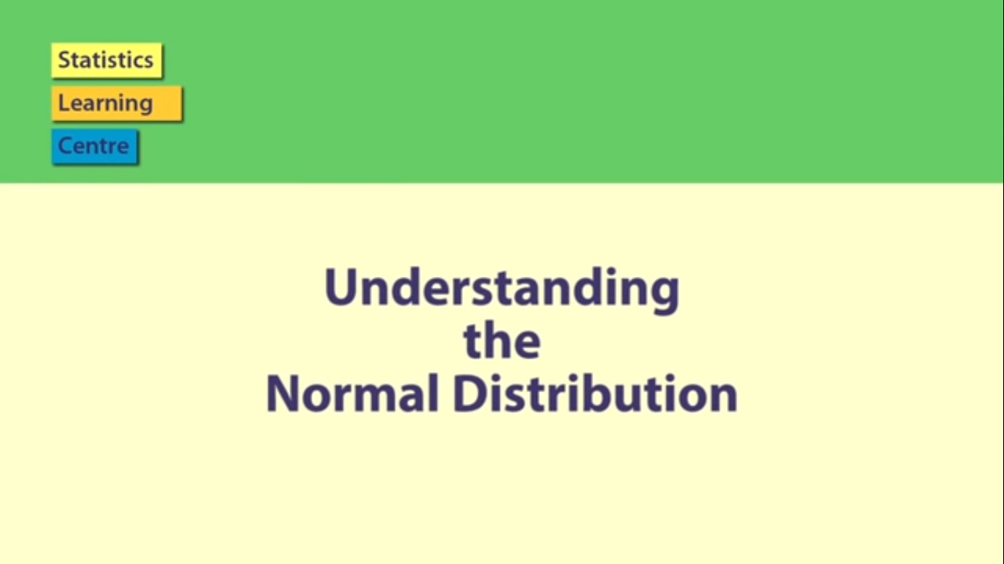 Statistics
Learning
Centre
Understanding
the
Normal Distribution